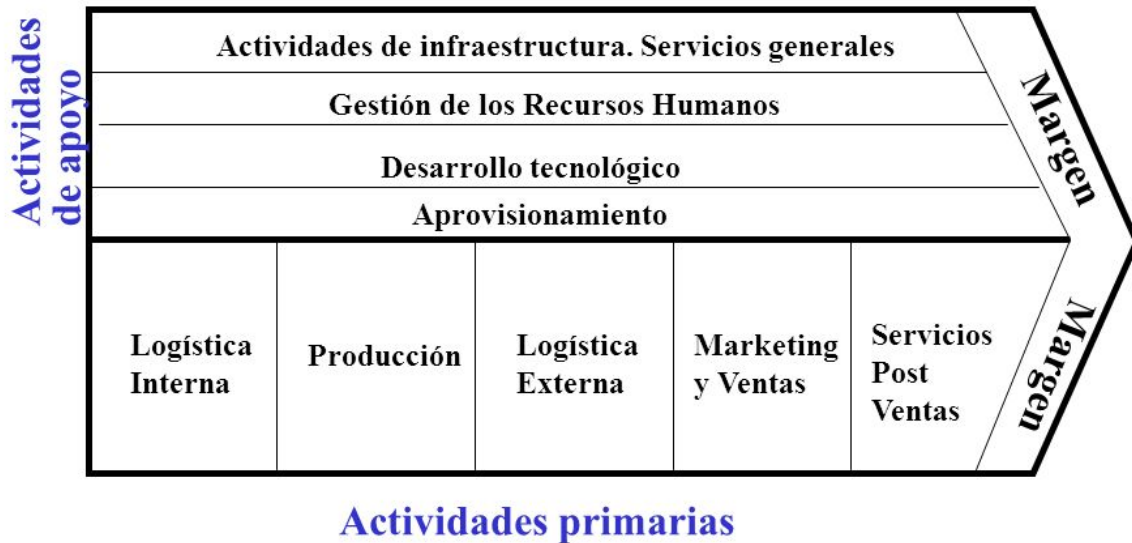 Actividades
de apoyo
Actividades de infraestructura. Servicios generales
Gestión de los Recursos Humanos
Desarrollo tecnológico
Aprovisionamiento
Margen
Logística
Interna
Producción
Logística
Externa
Marketing
y Ventas
Servicios
Post
Ventas
Margen
Actividades primarias